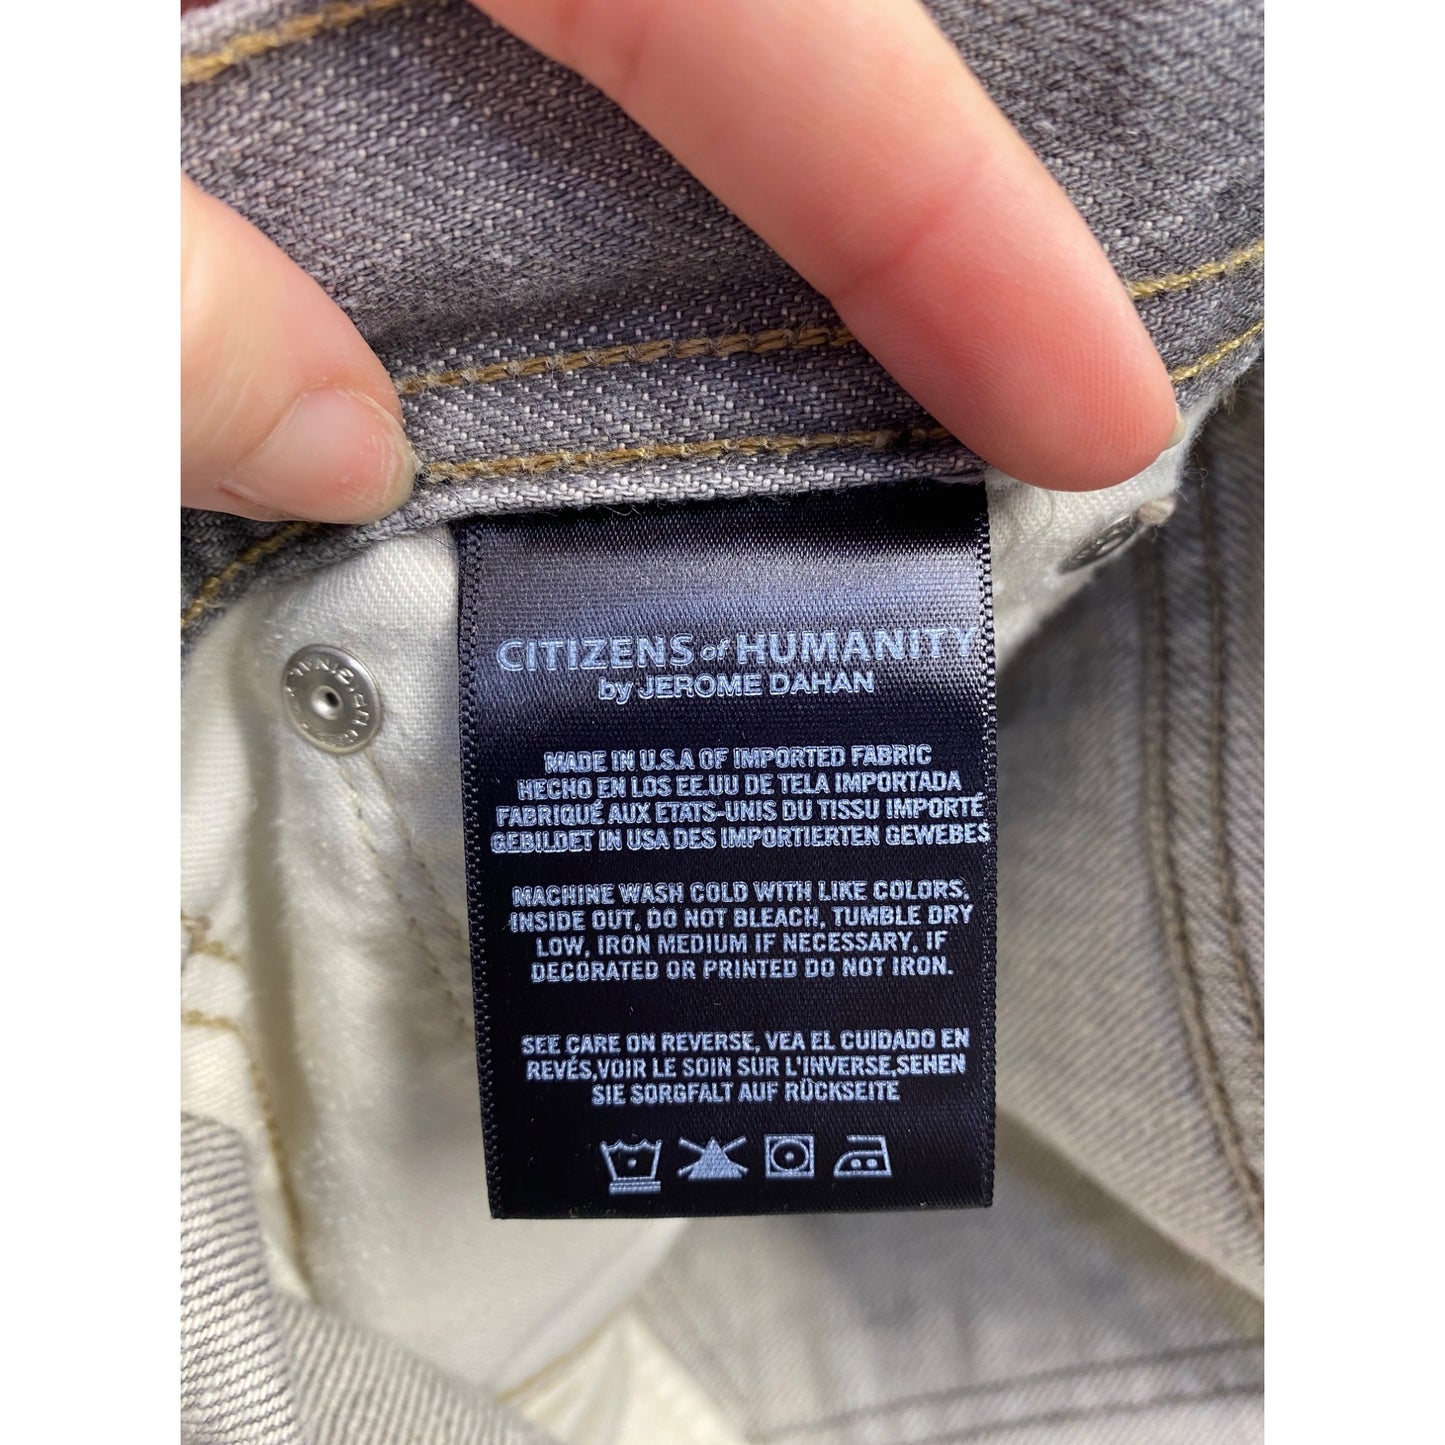 CITIZENS of HUMANITY
by JEROME DAHAN
MADE IN U.S.A OF IMPORTED FABRIC
HECHO EN LOS EE.UU DE TELA IMPORTADA
FABRIQUÉ AUX ETATS-UNIS DU TISSU IMPORTÉ
GEBILDET IN USA DES IMPORTIERTEN GEWEBES
MACHINE WASH COLD WITH LIKE COLORS,
INSIDE OUT, DO NOT BLEACH, TUMBLE DRY
LOW, IRON MEDIUM IF NECESSARY, IF
DECORATED OR PRINTED DO NOT IRON.
SEE CARE ON REVERSE, VEA EL CUIDADO EN
REVÉS,VOIR LE SOIN SUR L'INVERSE,SEHEN
SIE SORGFALT AUF RÜCKSEITE